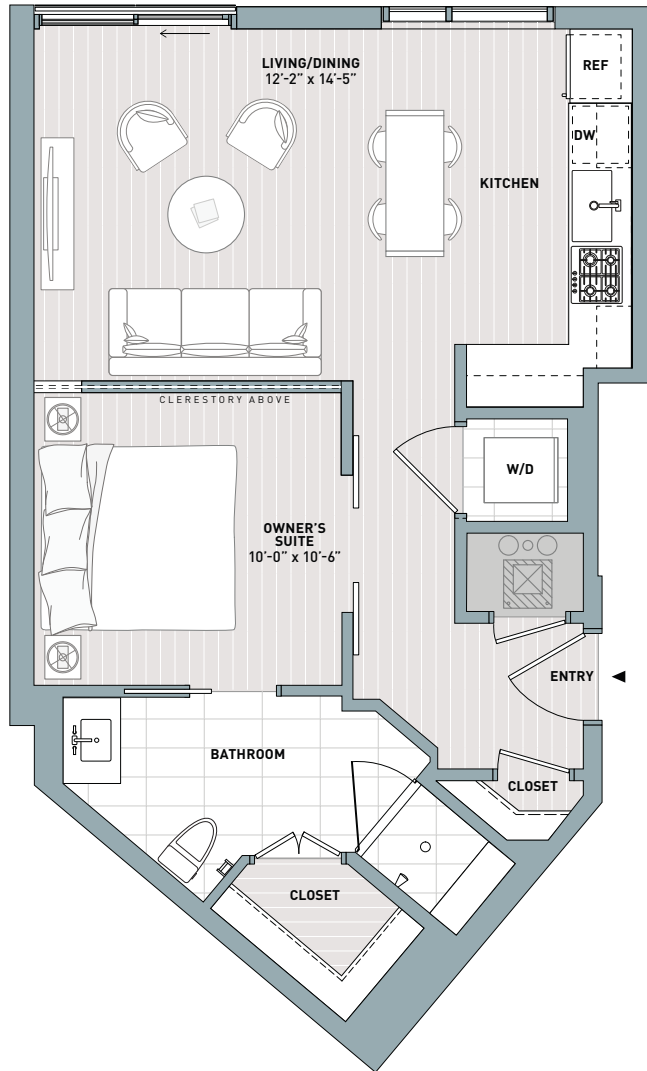 LIVING/DINING
12'-2" x 14'-5"
REF
DW
KITCHEN
CLERESTORY ABOVE
W/D
OWNER'S
SUITE
10'-0" x 10'-6"
ENTRY
BATHROOM
CLOSET
CLOSET